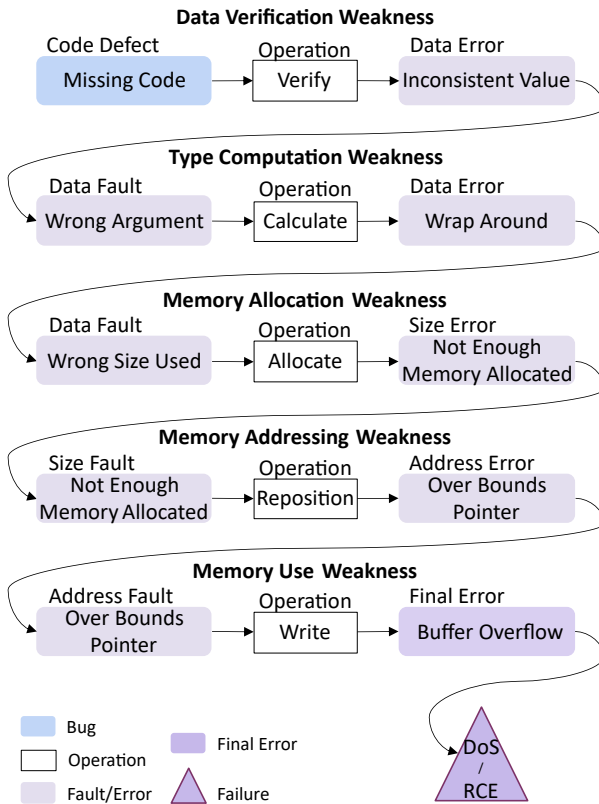 Data Verification Weakness
Code Defect Operation Data Error
Missing Code Verify Inconsistent Value
Type Computation Weakness
Data Fault Operation Data Error
Wrong Argument Calculate Wrap Around
Memory Allocation Weakness
Data Fault Operation Size Error
Wrong Size Used Allocate Not Enough
Memory Allocated
Memory Addressing Weakness
Size Fault Operation Address Error
Not Enough
Memory Allocated Reposition Over Bounds
Pointer
Memory Use Weakness
Address Fault Operation Final Error
Over Bounds
Pointer Write Buffer Overflow
Bug
Operation
Fault/Error
Final Error
Failure
DoS
/
RCE